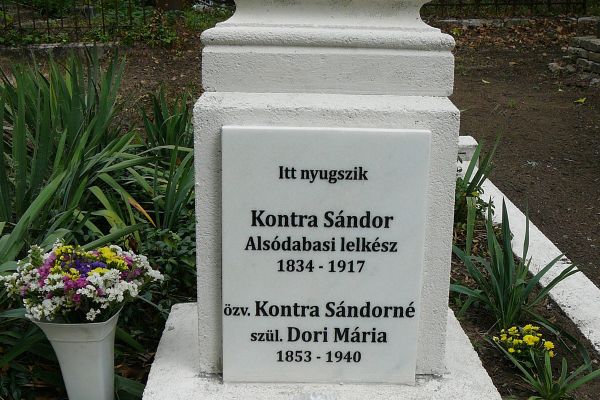 Itt nyugszik
Kontra Sándor
Alsódabasi lelkész
1834 - 1917
özv. Kontra Sándorné
szül. Dori Mária
1853 - 1940